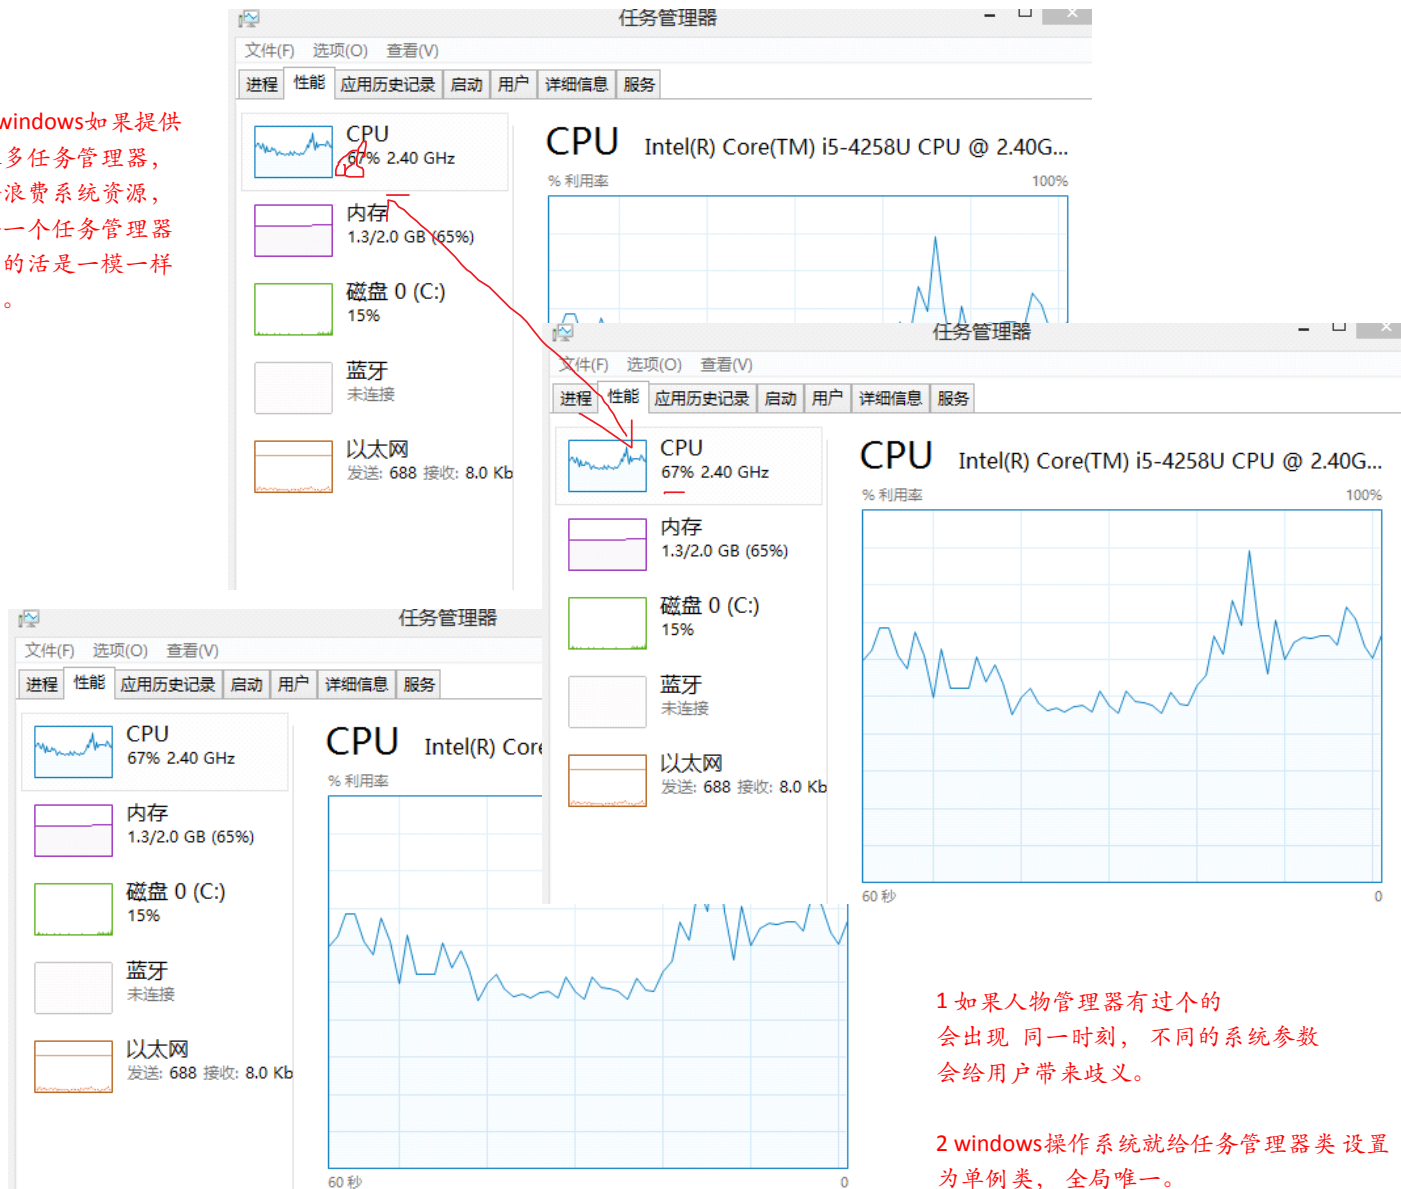 任务管理器
文件(F) 选项(O) 查看(V)
进程 性能 应用历史记录 启动 用户 详细信息 服务
CPU
67% 2.40 GHz
内存
1.3/2.0 GB (65%)
磁盘 0 (C:)
15%
蓝牙
未连接
以太网
发送: 688 接收: 8.0 Kb
CPU Intel(R) Core(TM) i5-4258U CPU @ 2.40G...
% 利用率 100%
windows如果提供
多任务管理器，
浪费系统资源，
一个任务管理器
的活是一模一样
。
任务管理器
文件(F) 选项(O) 查看(V)
进程 性能 应用历史记录 启动 用户 详细信息 服务
CPU
67% 2.40 GHz
内存
1.3/2.0 GB (65%)
磁盘 0 (C:)
15%
蓝牙
未连接
以太网
发送: 688 接收: 8.0 Kb
CPU Intel(R) Core(TM) i5-4258U CPU @ 2.40G...
% 利用率 100%
60 秒 0
任务管理器
文件(F) 选项(O) 查看(V)
进程 性能 应用历史记录 启动 用户 详细信息 服务
CPU
67% 2.40 GHz
内存
1.3/2.0 GB (65%)
磁盘 0 (C:)
15%
蓝牙
未连接
以太网
发送: 688 接收: 8.0 Kb
CPU Intel(R) Core
% 利用率
60 秒 0
1 如果人物管理器有过个的
会出现 同一时刻， 不同的系统参数
会给用户带来歧义。
2 windows操作系统就给任务管理器类 设置
为单例类， 全局唯一。